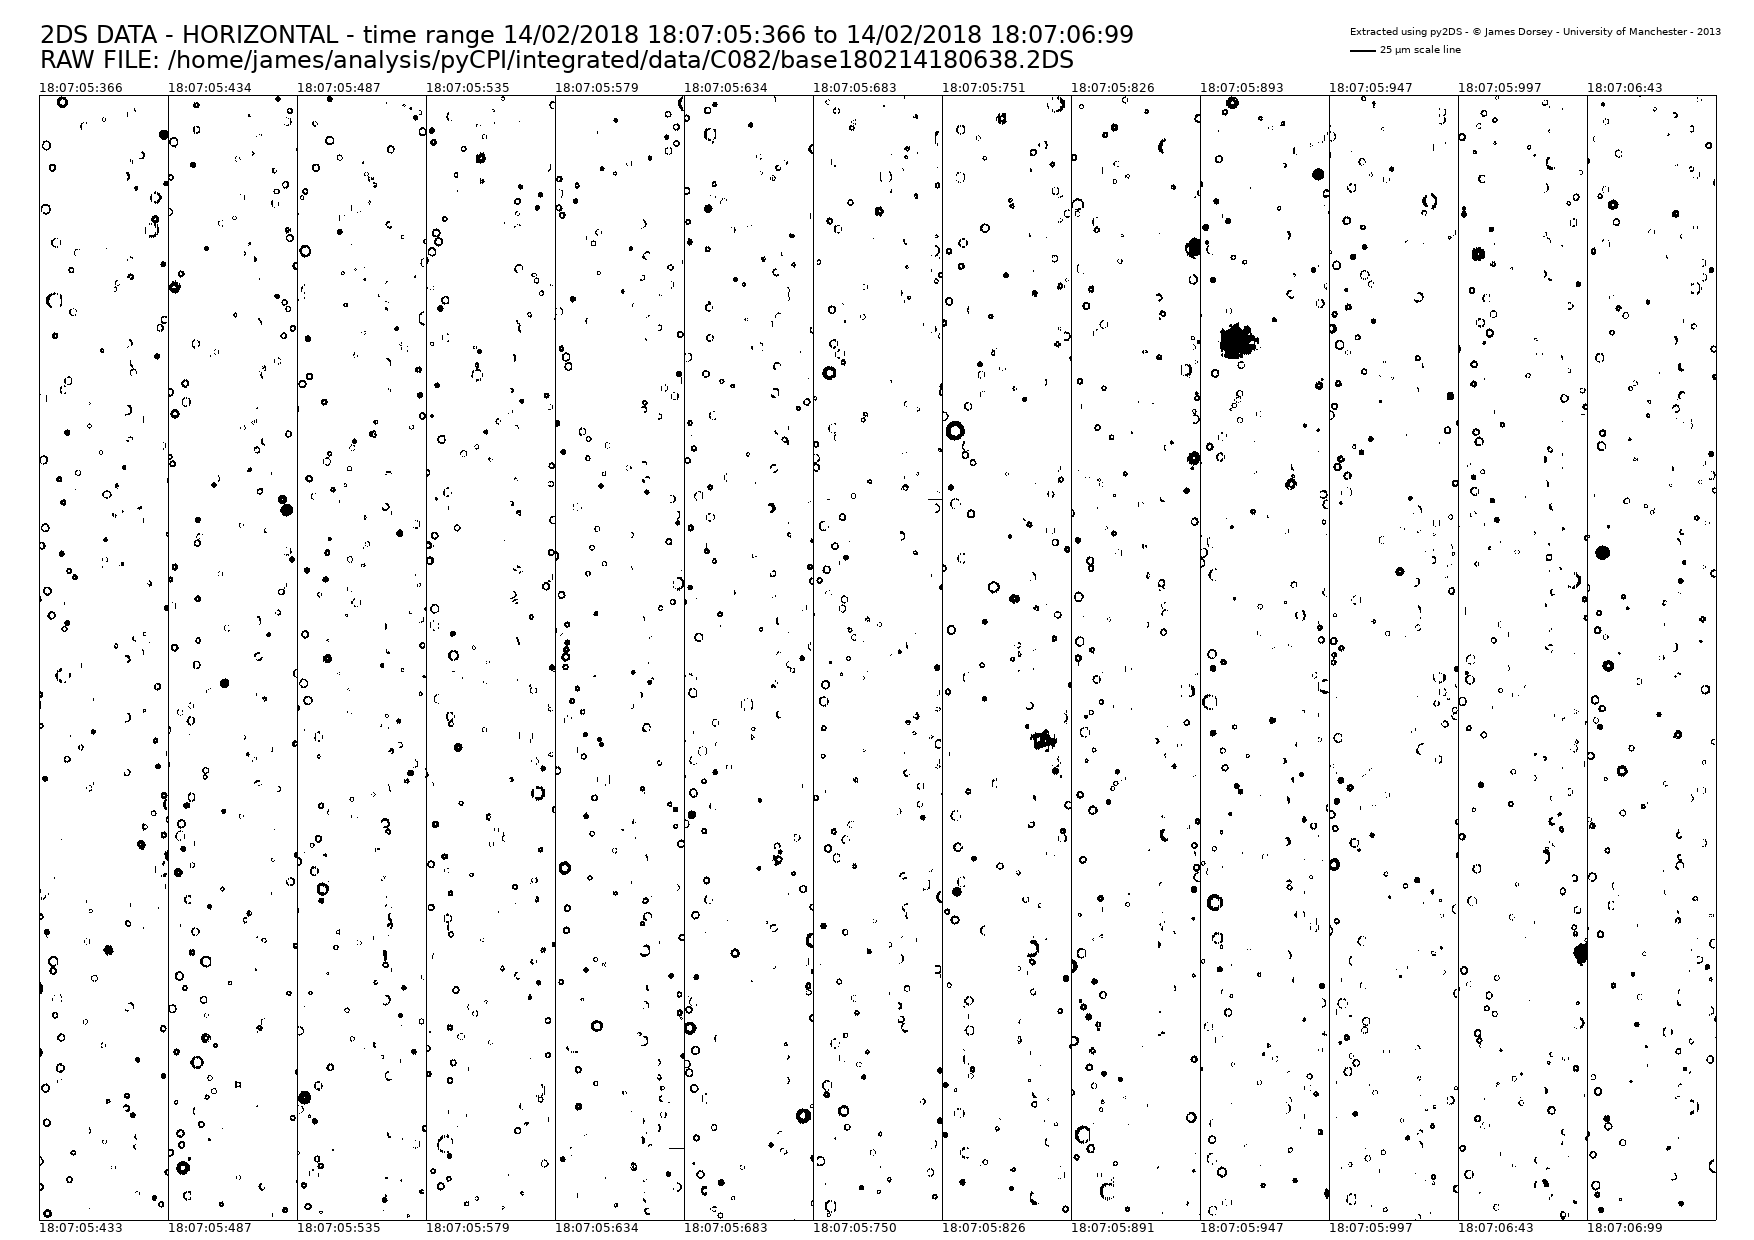 2DS DATA - HORIZONTAL - time range 14/02/2018 18:07:05:366 to 14/02/2018 18:07:06:99
RAW FILE: /home/james/analysis/pyCPI/integrated/data/C082/base180214180638.2DS
Extracted using py2DS - © James Dorsey - University of Manchester - 2013
25 µm scale line
18:07:05:366 18:07:05:434 18:07:05:487 18:07:05:535 18:07:05:579 18:07:05:634 18:07:05:683 18:07:05:751 18:07:05:826 18:07:05:893 18:07:05:947 18:07:05:997 18:07:06:43
18:07:05:433 18:07:05:487 18:07:05:535 18:07:05:579 18:07:05:634 18:07:05:683 18:07:05:750 18:07:05:826 18:07:05:891 18:07:05:947 18:07:05:997 18:07:06:43 18:07:06:99